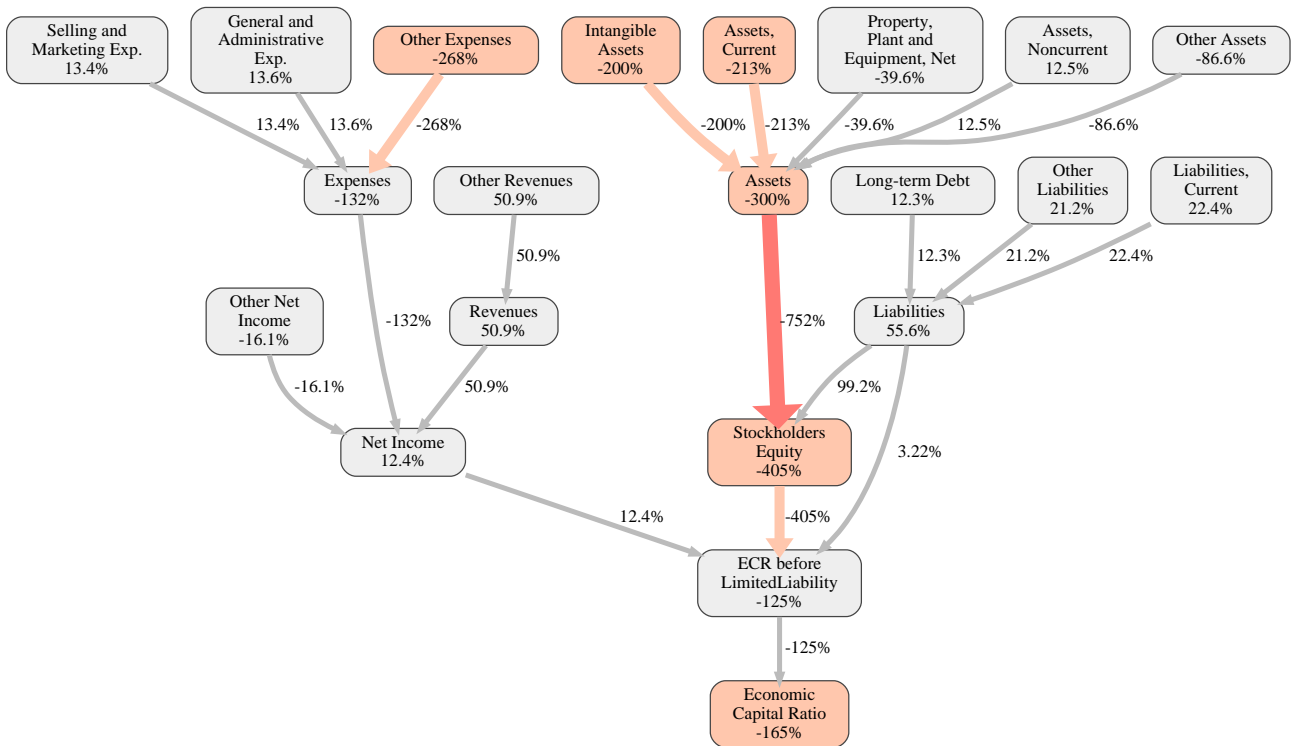 Selling and
Marketing Exp.
13.4%
General and
Administrative
Exp.
13.6%
Other Expenses
-268%
Intangible
Assets
-200%
Assets,
Current
-213%
Property,
Plant and
Equipment, Net
-39.6%
Assets,
Noncurrent
12.5%
Other Assets
-86.6%
13.4%
13.6%
-268%
-200%
-213%
-39.6%
12.5%
-86.6%
Expenses
-132%
Other Revenues
50.9%
Assets
-300%
Long-term Debt
12.3%
Other
Liabilities
21.2%
Liabilities,
Current
22.4%
50.9%
12.3%
21.2%
22.4%
Other Net
Income
-16.1%
-132%
Revenues
50.9%
-752%
Liabilities
55.6%
-16.1%
50.9%
99.2%
Net Income
12.4%
Stockholders
Equity
-405%
3.22%
12.4%
-405%
ECR before
LimitedLiability
-125%
-125%
Economic
Capital Ratio
-165%